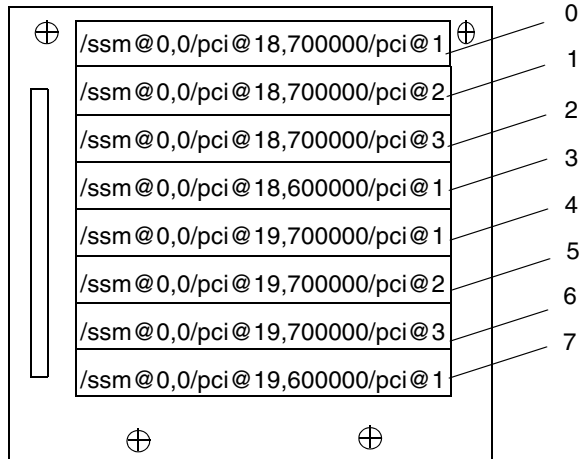 /ssm@0,0/pci@18,700000/pci@1 0
/ssm@0,0/pci@18,700000/pci@2 1
/ssm@0,0/pci@18,700000/pci@3 2
/ssm@0,0/pci@18,600000/pci@1 3
/ssm@0,0/pci@19,700000/pci@1 4
/ssm@0,0/pci@19,700000/pci@2 5
/ssm@0,0/pci@19,700000/pci@3 6
/ssm@0,0/pci@19,600000/pci@1 7